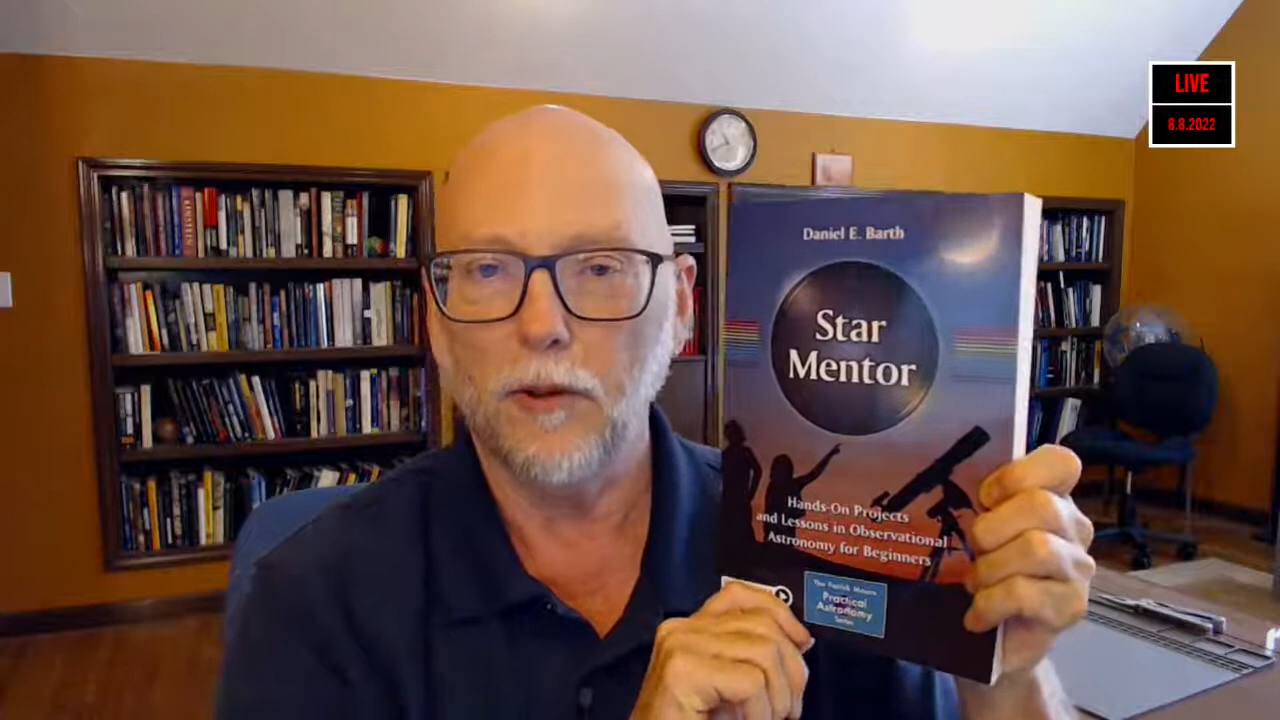 LIVE
8.8.2022
Daniel E. Barth
Star
Mentor
Hands-On Projects
and Lessons in Observational
Astronomy for Beginners
The Patrick Moore
Practical
Astronomy
Series
EINSTEIN